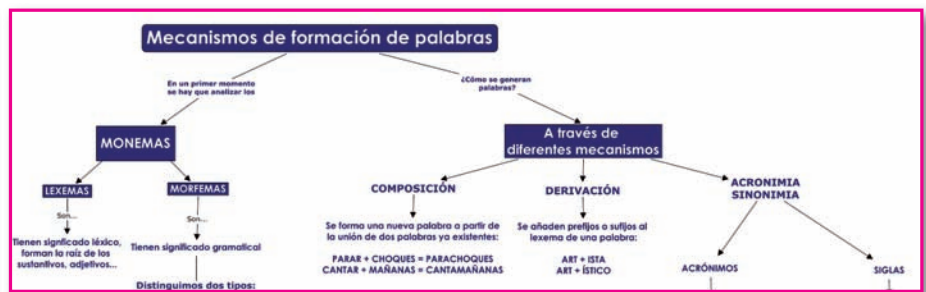 Mecanismos de formación de palabras
En un primer momento
se hay que analizar los
¿Cómo se generan
palabras?
MONEMAS
A través de
diferentes mecanismos
LEXEMAS
MORFEMAS
COMPOSICIÓN
DERIVACIÓN
ACRONIMIA
SINONIMIA
Son...
Son...
Tienen signficado léxico,
forman la raíz de los
sustantivos, adjetivos...
Tienen significado gramatical
Se forma una nueva palabra a partir de
la unión de dos palabras ya existentes:
PARAR + CHOQUES = PARACHOQUES
CANTAR + MAÑANAS = CANTAMAÑANAS
Se añaden prefijos o sufijos al
lexema de una palabra:
ART + ISTA
ART + ÍSTICO
ACRÓNIMOS
SIGLAS
Distinguimos dos tipos: